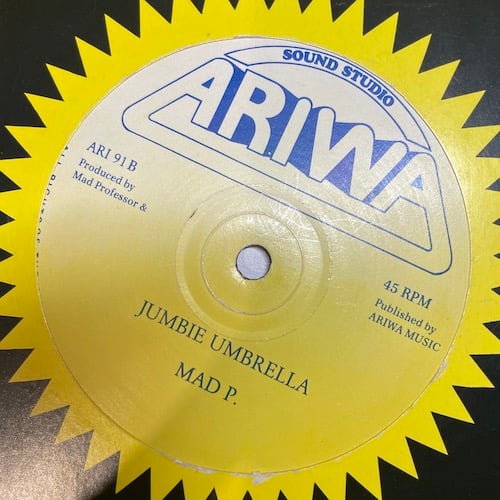 SOUND STUDIO
ARIWA
ARI 91 B
Produced by
Mad Professor &
45 RPM
Published by
ARIWA MUSIC
JUMBIE UMBRELLA
MAD P.